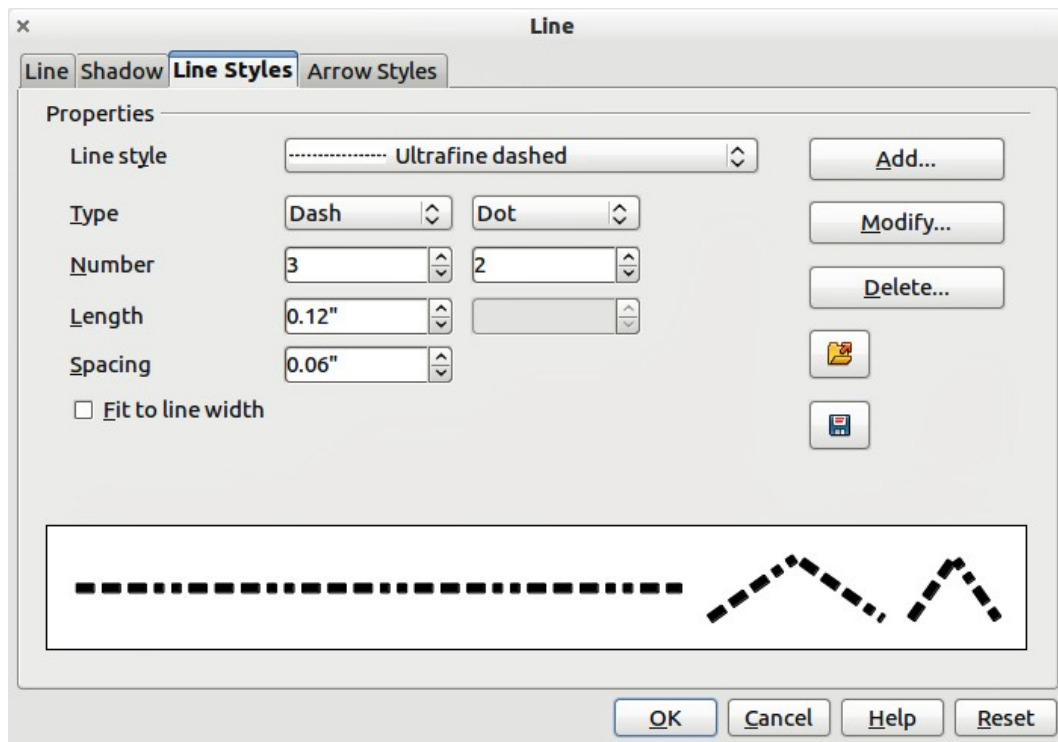 Line
Line Shadow Line Styles Arrow Styles
Properties
Line style Ultrafine dashed Add...
Type Dash Dot Modify...
Number 3 2
Delete...
Length 0.12"
Spacing 0.06"
Fit to line width
OK Cancel Help Reset